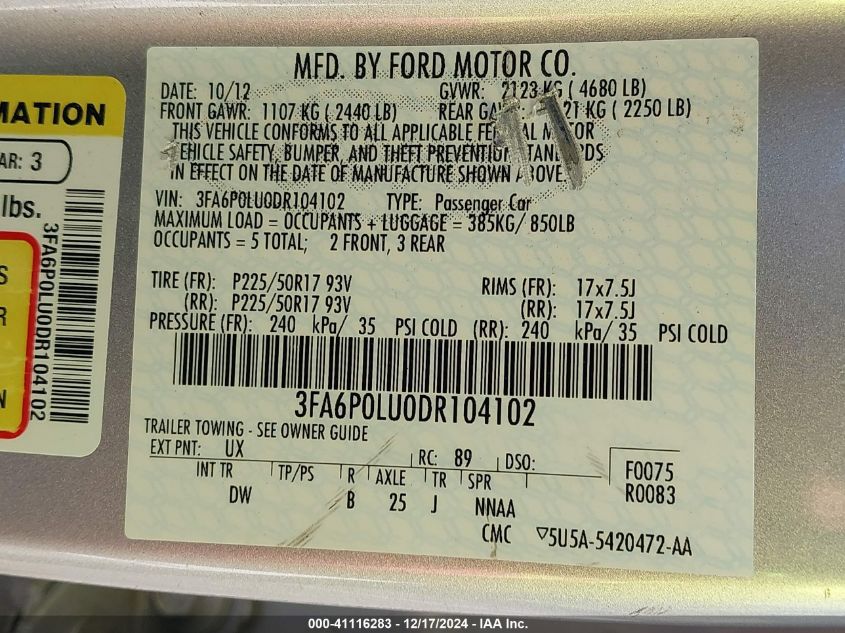 MATION
AR: 3
lbs.
3FA6P0LU0DR104102
S
R
N
MFD. BY FORD MOTOR CO.
DATE: 10/12 GVWR: 2123 KG ( 4680 LB)
FRONT GAWR: 1107 KG ( 2440 LB) REAR GA 21 KG ( 2250 LB)
THIS VEHICLE CONFORMS TO ALL APPLICABLE FEDERAL MOTOR
VEHICLE SAFETY, BUMPER, AND THEFT PREVENTION STANDARDS
IN EFFECT ON THE DATE OF MANUFACTURE SHOWN ABOVE.
VIN: 3FA6P0LU0DR104102 TYPE: Passenger Car
MAXIMUM LOAD = OCCUPANTS + LUGGAGE = 385KG/ 850LB
OCCUPANTS = 5 TOTAL; 2 FRONT, 3 REAR
TIRE (FR): P225/50R17 93V RIMS (FR): 17x7.5J
(RR): P225/50R17 93V (RR): 17x7.5J
PRESSURE (FR): 240 kPa/ 35 PSI COLD (RR): 240 kPa/ 35 PSI COLD
3FA6P0LU0DR104102
TRAILER TOWING - SEE OWNER GUIDE
EXT PNT: UX RC: 89 DSO: F0075
INT TR TP/PS R AXLE TR SPR R0083
DW B 25 J NNAA
CMC ▽5U5A-5420472-AA
000-41116283 - 12/17/2024 - IAA Inc.